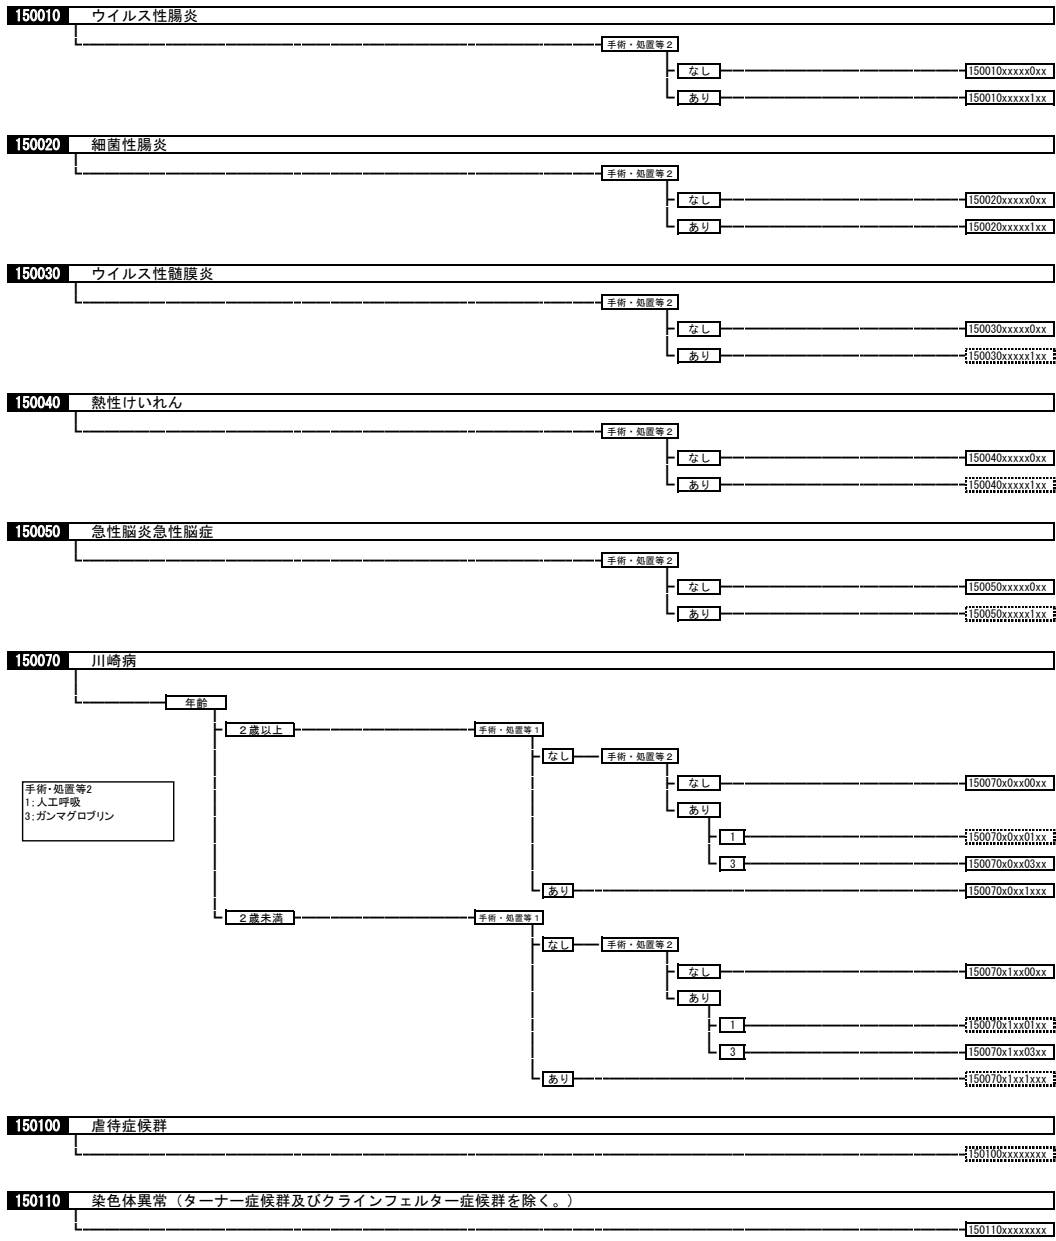 150010 ウイルス性腸炎
手術・処置等2
なし 150010xxxxx0xx
あり 150010xxxxx1xx
150020 細菌性腸炎
手術・処置等2
なし 150020xxxxx0xx
あり 150020xxxxx1xx
150030 ウイルス性髄膜炎
手術・処置等2
なし 150030xxxxx0xx
あり 150030xxxxx1xx
150040 熱性けいれん
手術・処置等2
なし 150040xxxxx0xx
あり 150040xxxxx1xx
150050 急性脳炎急性脳症
手術・処置等2
なし 150050xxxxx0xx
あり 150050xxxxx1xx
150070 川崎病
年齢
2歳以上 手術・処置等1
なし 手術・処置等2
なし 150070x0xx00xx
手術・処置等2
1:人工呼吸
3:ガンマグロブリン
あり
1 150070x0xx01xx
3 150070x0xx03xx
あり 150070x0xx1xxx
2歳未満 手術・処置等1
なし 手術・処置等2
なし 150070x1xx00xx
あり
1 150070x1xx01xx
3 150070x1xx03xx
あり 150070x1xx1xxx
150100 虐待症候群
150100xxxxxxxx
150110 染色体異常（ターナー症候群及びクラインフェルター症候群を除く。）
150110xxxxxxxx